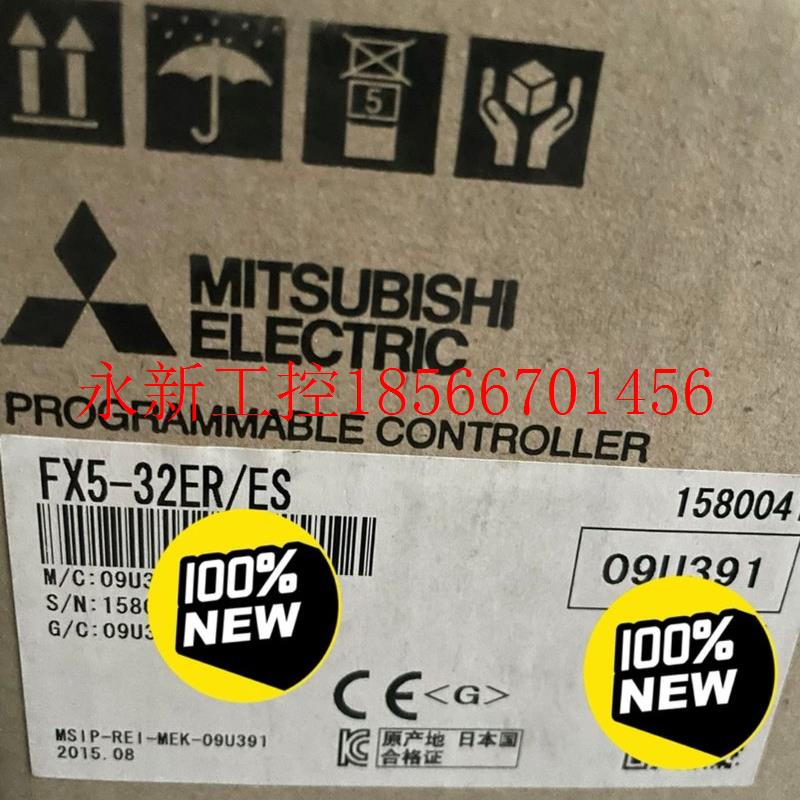 5
MITSUBISHI
ELECTRIC
永新工控18566701456
PROGRAMMABLE CONTROLLER
FX5-32ER/ES
158004
09U391
M/C:09U3
S/N:158
G/C:09U3
100%
NEW
100%
NEW
CE <G>
MSIP-REI-MEK-09U391
2015.08
原产地 日本国
合格证